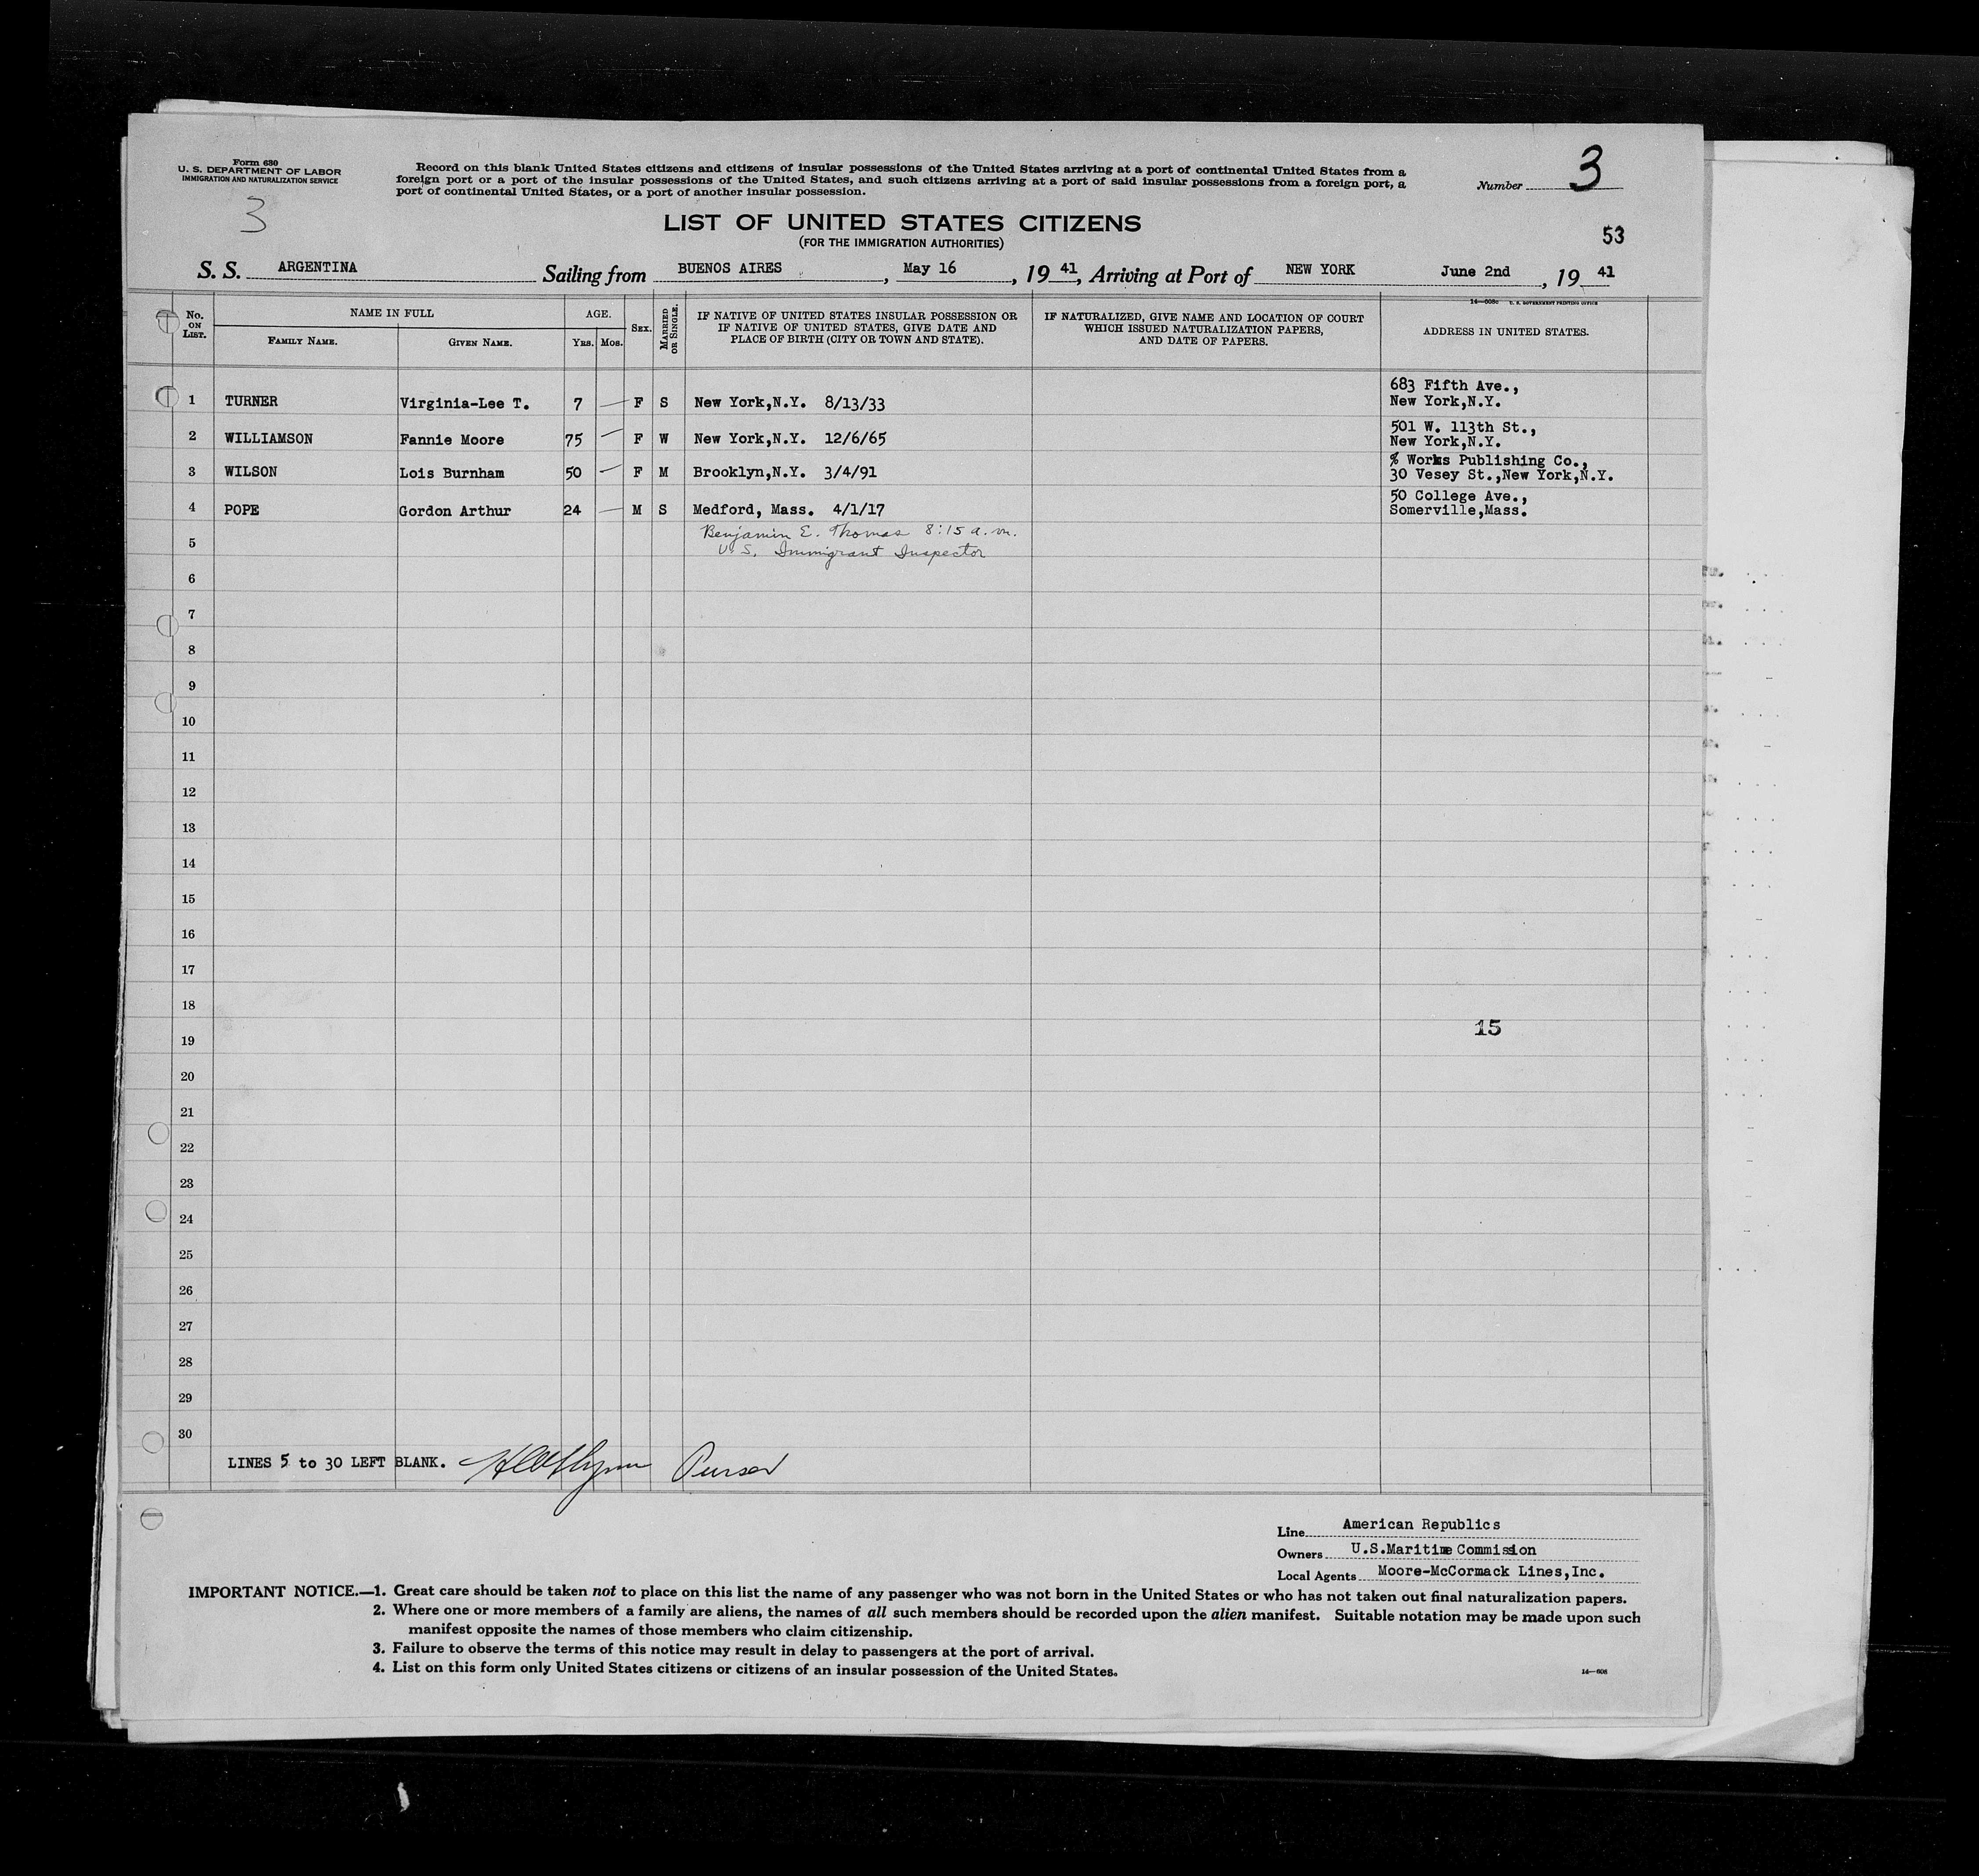 Form 630
U. S. DEPARTMENT OF LABOR
IMMIGRATION AND NATURALIZATION SERVICE
3
Record on this blank United States citizens and citizens of insular possessions of the United States arriving at a port of continental United States from a
foreign port or a port of the insular possessions of the United States, and such citizens arriving at a port of said insular possessions from a foreign port, a
port of continental United States, or a port of another insular possession.
Number 3
LIST OF UNITED STATES CITIZENS
(FOR THE IMMIGRATION AUTHORITIES)
53
S. S. ARGENTINA Sailing from BUENOS AIRES, May 16, 19 41, Arriving at Port of NEW YORK June 2nd, 19 41
14—608c U. S. GOVERNMENT PRINTING OFFICE
No. ON LIST.
NAME IN FULL
FAMILY NAME.
GIVEN NAME.
AGE.
YRS. MOS.
SEX.
MARRIED OR SINGLE.
IF NATIVE OF UNITED STATES INSULAR POSSESSION OR
IF NATIVE OF UNITED STATES, GIVE DATE AND
PLACE OF BIRTH (CITY OR TOWN AND STATE).
IF NATURALIZED, GIVE NAME AND LOCATION OF COURT
WHICH ISSUED NATURALIZATION PAPERS,
AND DATE OF PAPERS.
ADDRESS IN UNITED STATES.
1 TURNER Virginia-Lee T. 7 — F S New York,N.Y. 8/13/33 683 Fifth Ave.,
New York,N.Y.
2 WILLIAMSON Fannie Moore 75 — F W New York,N.Y. 12/6/65 501 W. 113th St.,
New York,N.Y.
3 WILSON Lois Burnham 50 — F M Brooklyn,N.Y. 3/4/91 % Works Publishing Co.,
30 Vesey St.,New York,N.Y.
4 POPE Gordon Arthur 24 — M S Medford, Mass. 4/1/17 50 College Ave.,
Somerville,Mass.
5 Benjamin E. Thomas 8:15 a.m.
U.S. Immigrant Inspector
6
7
8
9
10
11
12
13
14
15
16
17
18
15
19
20
21
22
23
24
25
26
27
28
29
30
LINES 5 to 30 LEFT BLANK. Purser
Line American Republics
Owners U.S.Maritime Commission
Local Agents Moore-McCormack Lines,Inc.
IMPORTANT NOTICE.—1. Great care should be taken not to place on this list the name of any passenger who was not born in the United States or who has not taken out final naturalization papers.
2. Where one or more members of a family are aliens, the names of all such members should be recorded upon the alien manifest. Suitable notation may be made upon such
manifest opposite the names of those members who claim citizenship.
3. Failure to observe the terms of this notice may result in delay to passengers at the port of arrival.
4. List on this form only United States citizens or citizens of an insular possession of the United States.
14—608